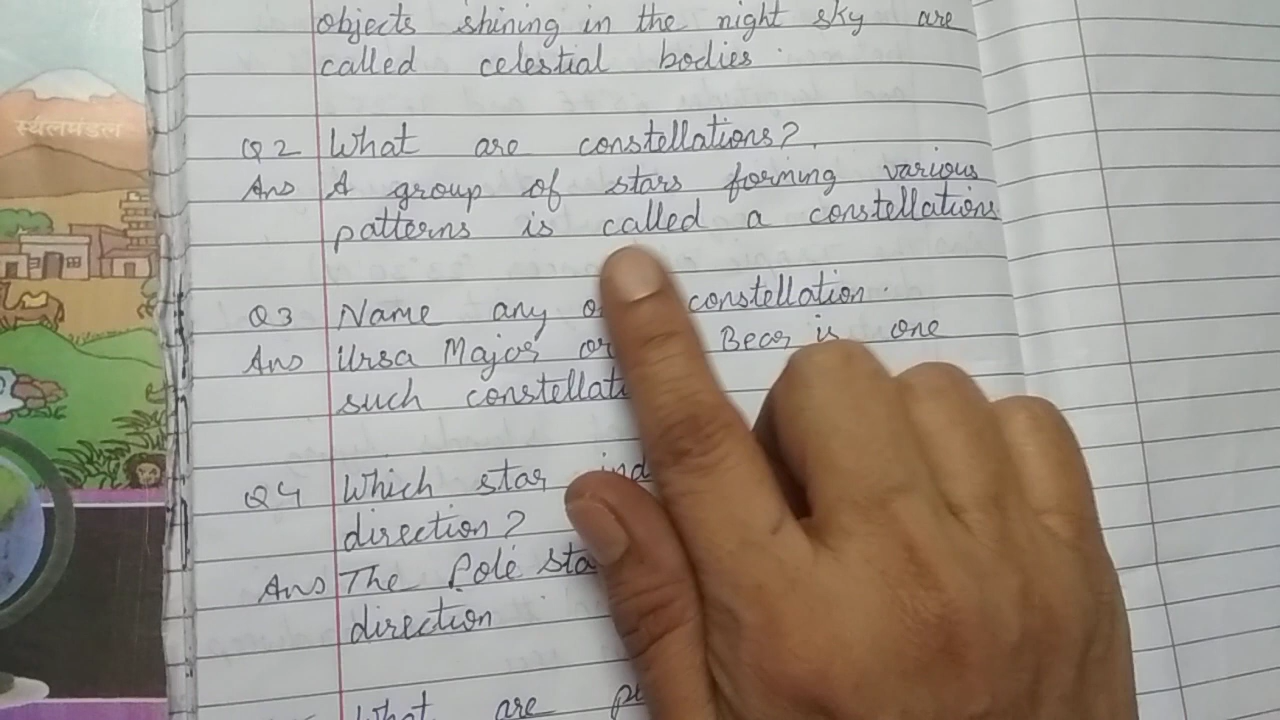 objects shining in the night sky are
called celestial bodies.
स्थलमंडल
Q2 What are constellations?
Ans A group of stars forming various
patterns is called a constellations
Q3 Name any constellation.
Ans Ursa Major or Bear is one
such
Q4 Which star
direction?
Ans The Pole
direction
What are